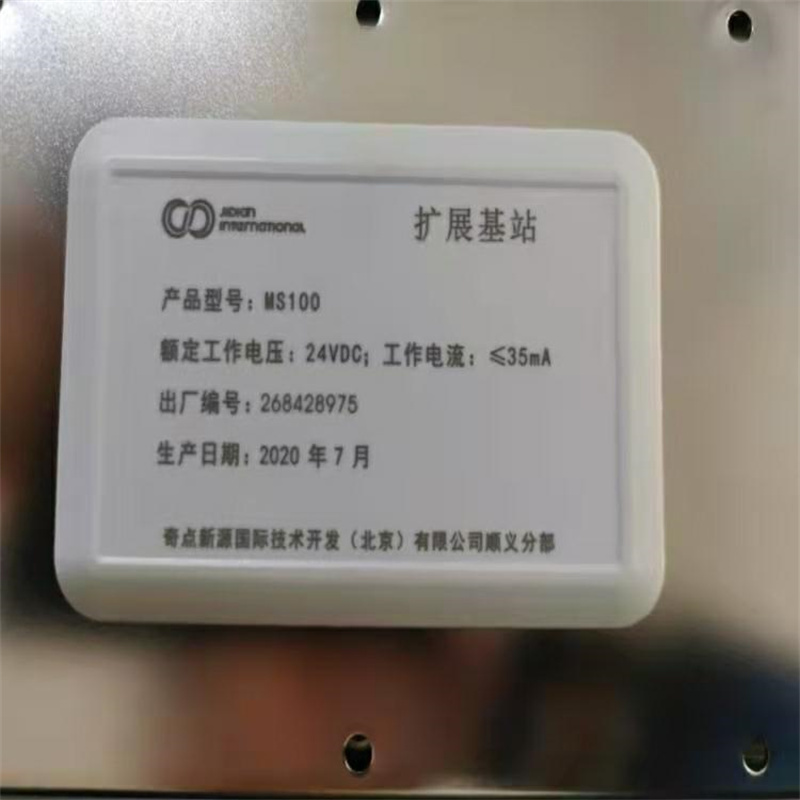 JIDIAN
INTERNATIONAL
扩展基站
产品型号：MS100
额定工作电压：24VDC；工作电流：≤35mA
出厂编号：268428975
生产日期：2020 年 7 月
奇点新源国际技术开发（北京）有限公司顺义分部